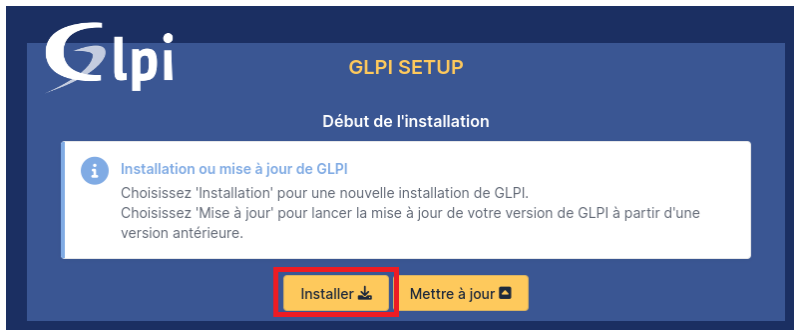 Glpi
GLPI SETUP
Début de l'installation
Installation ou mise à jour de GLPI
Choisissez 'Installation' pour une nouvelle installation de GLPI.
Choisissez 'Mise à jour' pour lancer la mise à jour de votre version de GLPI à partir d'une
version antérieure.
Installer
Mettre à jour